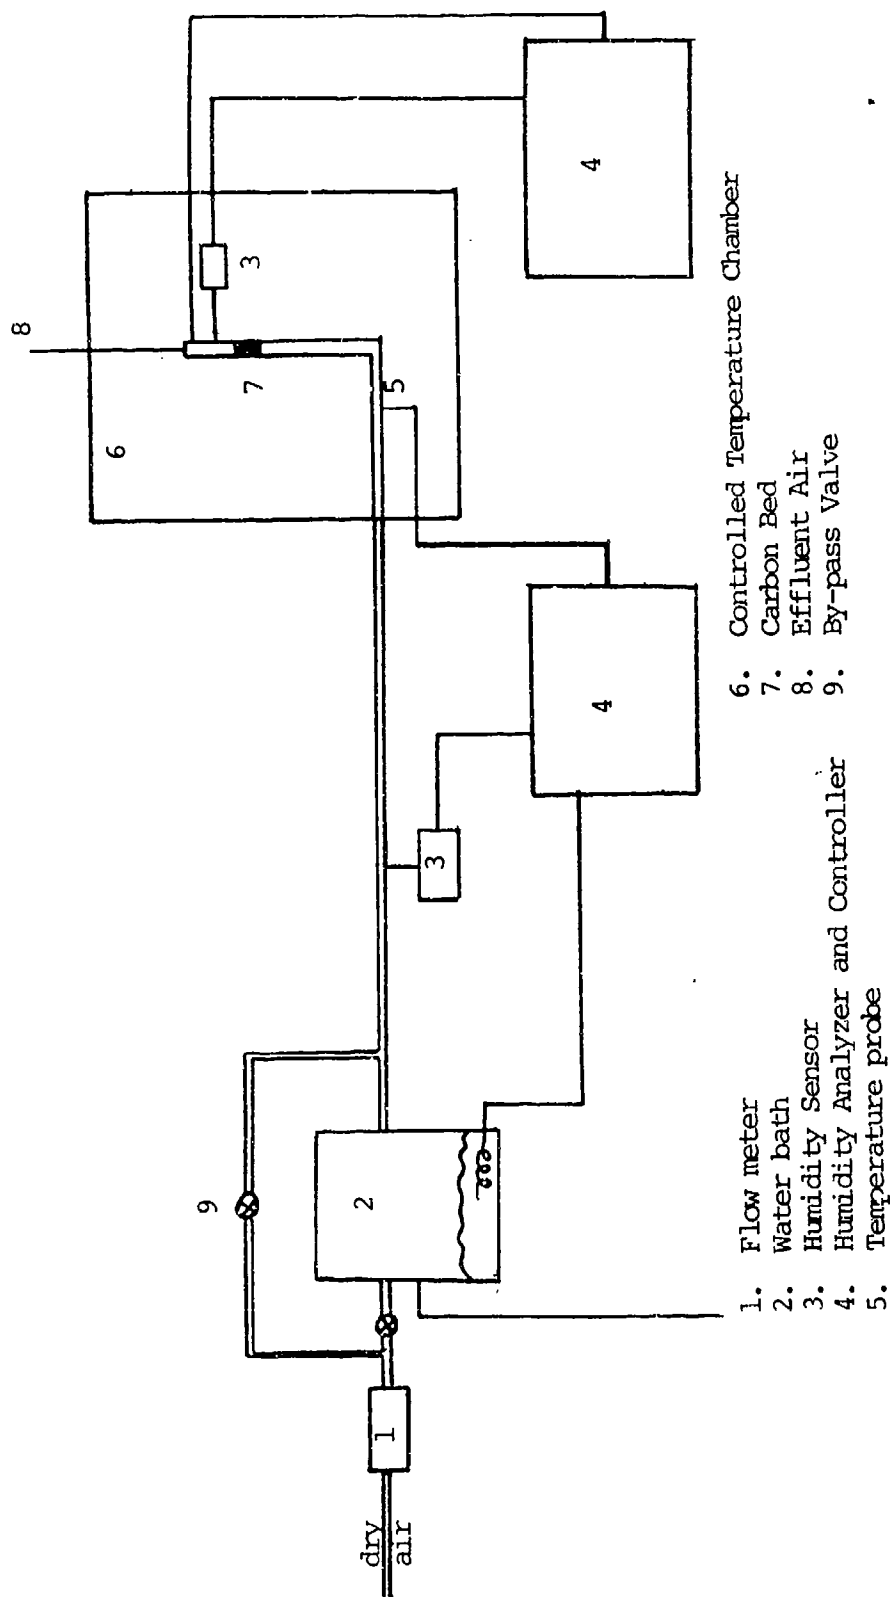 8
6
3
7
5
4
9
2
3
4
1
dry
air
1. Flow meter
2. Water bath
3. Humidity Sensor
4. Humidity Analyzer and Controller
5. Temperature probe
6. Controlled Temperature Chamber
7. Carbon Bed
8. Effluent Air
9. By-pass Valve